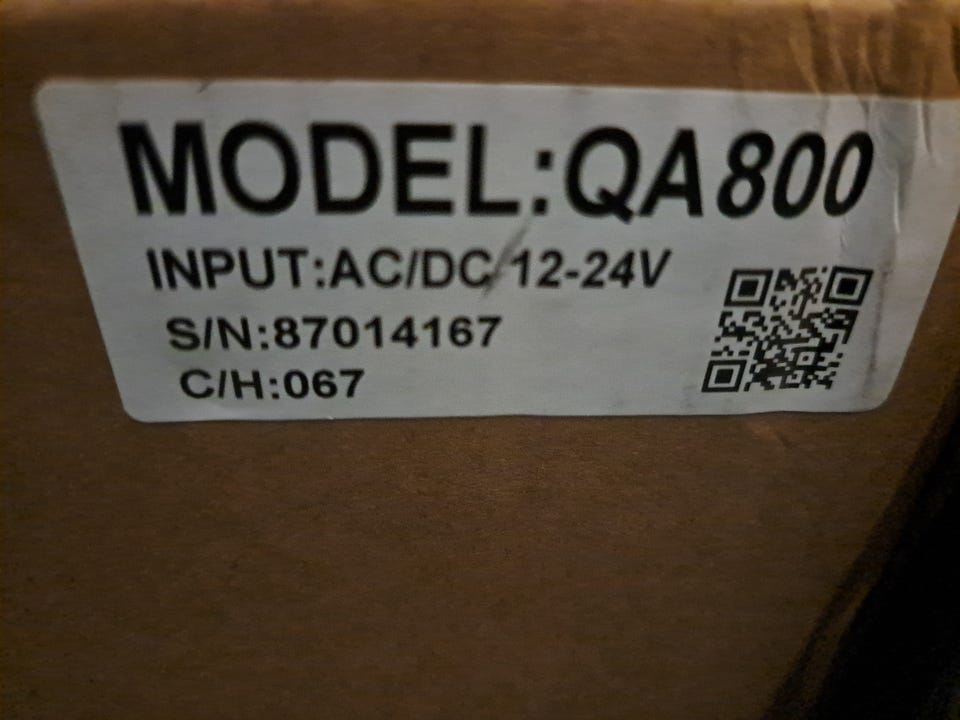 MODEL:QA800
INPUT:AC/DC 12-24V
S/N:87014167
C/H:067